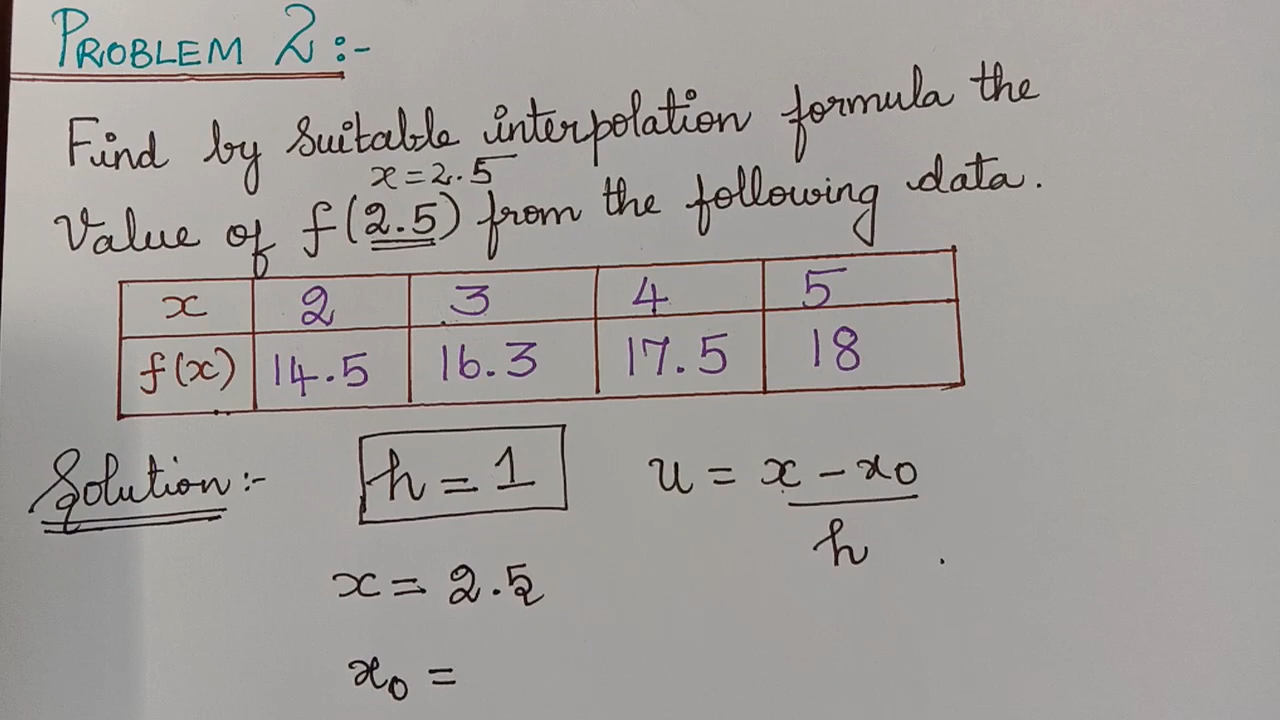 PROBLEM 2:-
Find by Suitable interpolation formula the
x=2.5
Value of f(2.5) from the following data.
x 2 3 4 5
f(x) 14.5 16.3 17.5 18
Solution:- h = 1 u = x - x₀
h
x = 2.5
x₀ =